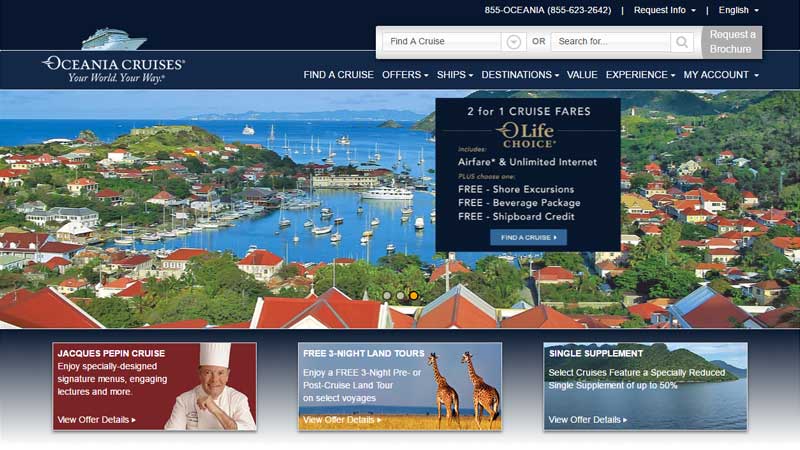 855-OCEANIA (855-623-2642) | Request Info | English
Find A Cruise OR Search for...
Request a
Brochure
OCEANIA CRUISES®
Your World. Your Way.®
FIND A CRUISE OFFERS SHIPS DESTINATIONS VALUE EXPERIENCE MY ACCOUNT
2 for 1 CRUISE FARES
OLife
CHOICE®
includes:
Airfare* & Unlimited Internet
PLUS choose one:
FREE - Shore Excursions
FREE - Beverage Package
FREE - Shipboard Credit
FIND A CRUISE
JACQUES PEPIN CRUISE
Enjoy specially-designed
signature menus, engaging
lectures and more.
View Offer Details
FREE 3-NIGHT LAND TOURS
Enjoy a FREE 3-Night Pre- or
Post-Cruise Land Tour
on select voyages
View Offer Details
SINGLE SUPPLEMENT
Select Cruises Feature a Specially Reduced
Single Supplement of up to 50%
View Offer Details